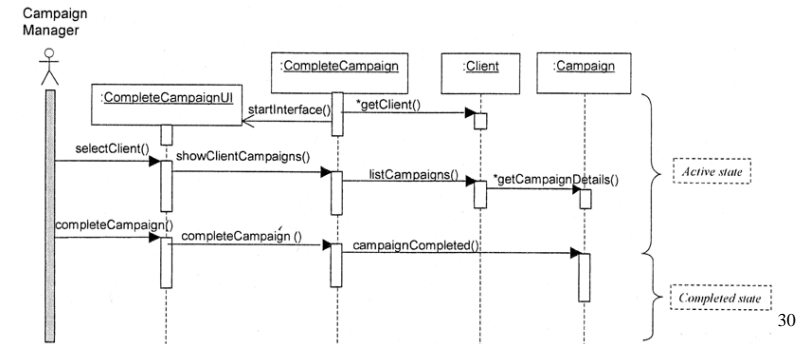 Campaign
Manager
:CompleteCampaign
:Client
:Campaign
:CompleteCampaignUI
startInterface()
*getClient()
selectClient()
showClientCampaigns()
listCampaigns()
*getCampaignDetails()
Active state
completeCampaign()
completeCampaign ()
campaignCompleted()
Completed state
30